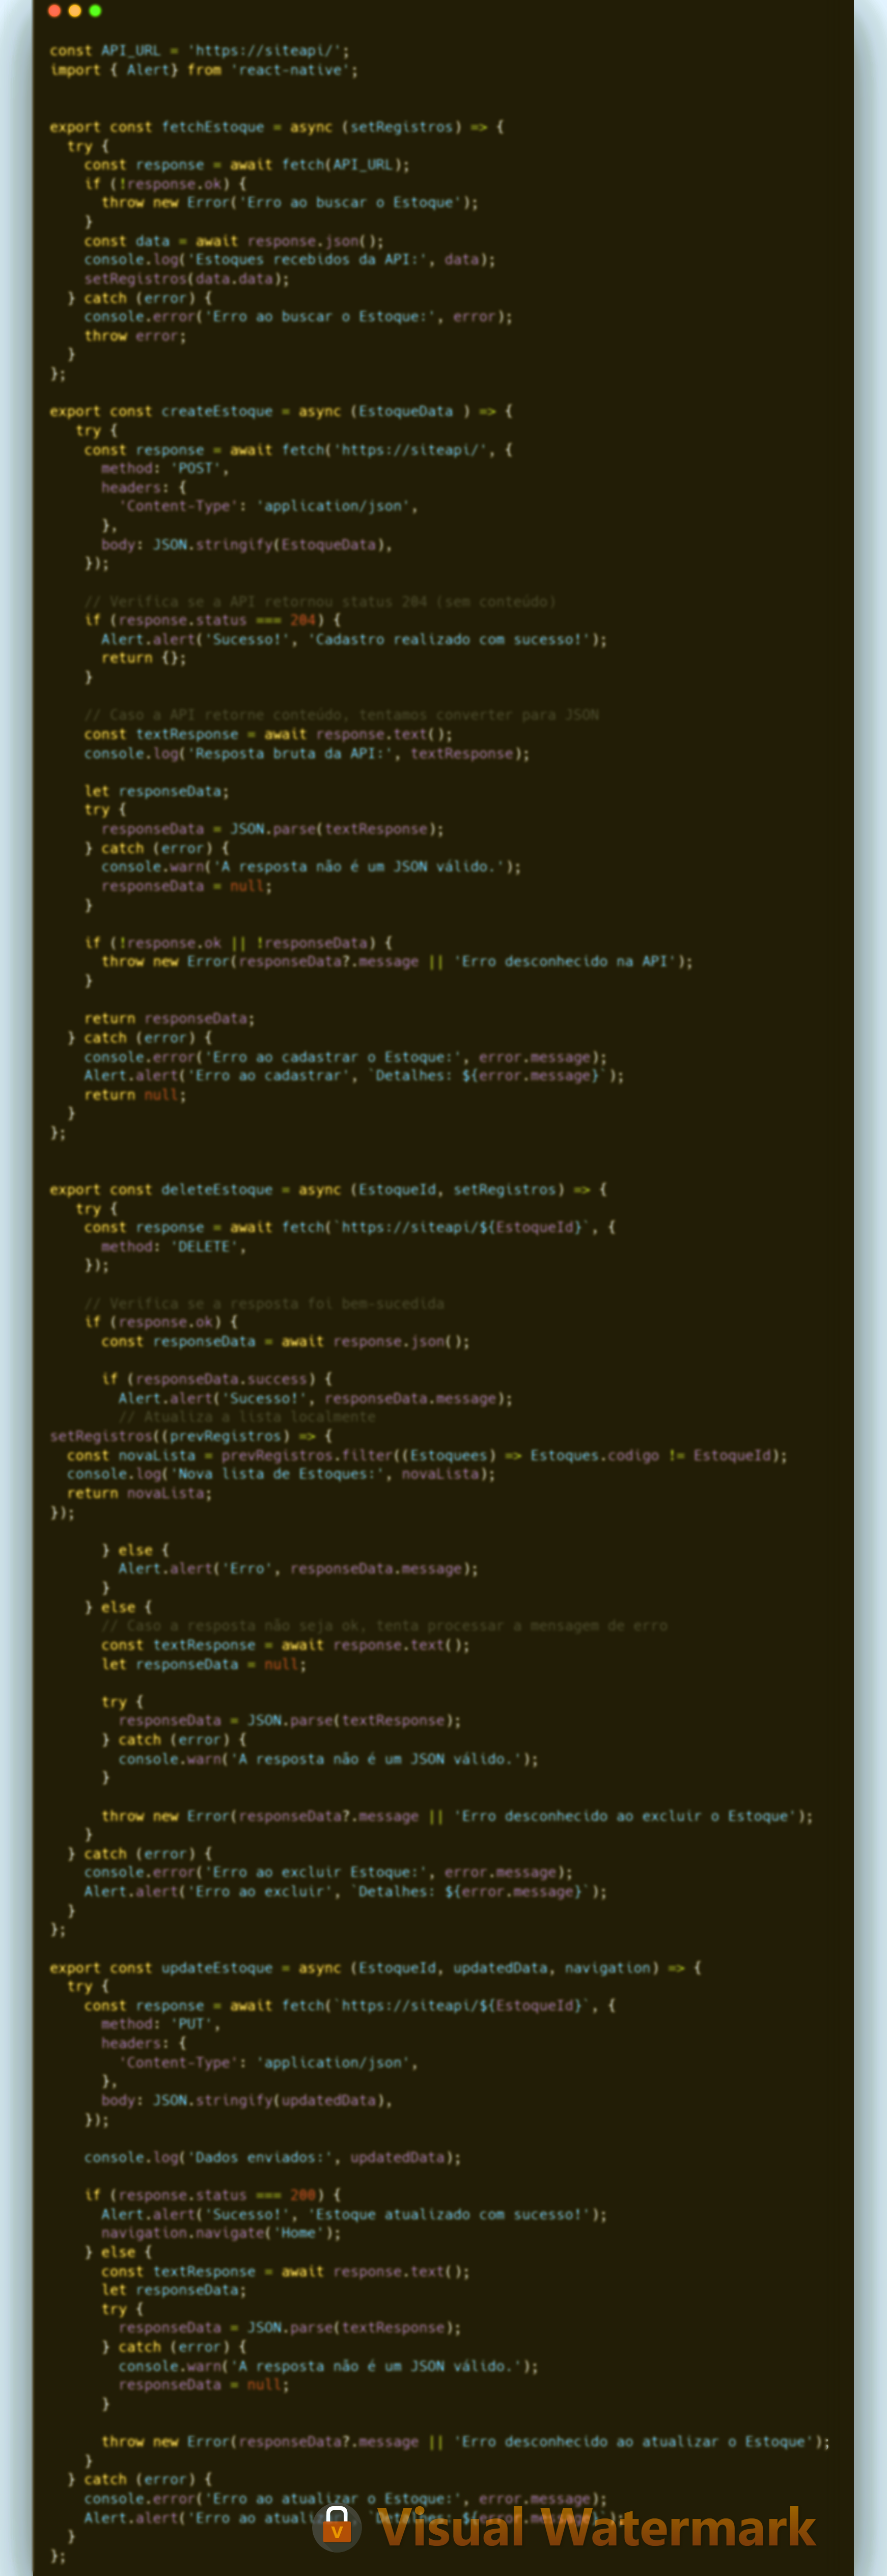 const API_URL = 'https://siteapi/';
import { Alert} from 'react-native';
export const fetchEstoque = async (setRegistros) => {
  try {
    const response = await fetch(API_URL);
    if (!response.ok) {
      throw new Error('Erro ao buscar o Estoque');
    }
    const data = await response.json();
    console.log('Estoques recebidos da API:', data);
    setRegistros(data.data);
  } catch (error) {
    console.error('Erro ao buscar o Estoque:', error);
    throw error;
  }
};
export const createEstoque = async (EstoqueData ) => {
   try {
    const response = await fetch('https://siteapi/', {
      method: 'POST',
      headers: {
        'Content-Type': 'application/json',
      },
      body: JSON.stringify(EstoqueData),
    });
    // Verifica se a API retornou status 204 (sem conteúdo)
    if (response.status === 204) {
      Alert.alert('Sucesso!', 'Cadastro realizado com sucesso!');
      return {};
    }
    // Caso a API retorne conteúdo, tentamos converter para JSON
    const textResponse = await response.text();
    console.log('Resposta bruta da API:', textResponse);
    let responseData;
    try {
      responseData = JSON.parse(textResponse);
    } catch (error) {
      console.warn('A resposta não é um JSON válido.');
      responseData = null;
    }
    if (!response.ok || !responseData) {
      throw new Error(responseData?.message || 'Erro desconhecido na API');
    }
    return responseData;
  } catch (error) {
    console.error('Erro ao cadastrar o Estoque:', error.message);
    Alert.alert('Erro ao cadastrar', `Detalhes: ${error.message}`);
    return null;
  }
};
export const deleteEstoque = async (EstoqueId, setRegistros) => {
   try {
    const response = await fetch(`https://siteapi/${EstoqueId}`, {
      method: 'DELETE',
    });
    // Verifica se a resposta foi bem-sucedida
    if (response.ok) {
      const responseData = await response.json();
      if (responseData.success) {
        Alert.alert('Sucesso!', responseData.message);
        // Atualiza a lista localmente
setRegistros((prevRegistros) => {
  const novaLista = prevRegistros.filter((Estoquees) => Estoques.codigo != EstoqueId);
  console.log('Nova lista de Estoques:', novaLista);
  return novaLista;
});
      } else {
        Alert.alert('Erro', responseData.message);
      }
    } else {
      // Caso a resposta não seja ok, tenta processar a mensagem de erro
      const textResponse = await response.text();
      let responseData = null;
      try {
        responseData = JSON.parse(textResponse);
      } catch (error) {
        console.warn('A resposta não é um JSON válido.');
      }
      throw new Error(responseData?.message || 'Erro desconhecido ao excluir o Estoque');
    }
  } catch (error) {
    console.error('Erro ao excluir Estoque:', error.message);
    Alert.alert('Erro ao excluir', `Detalhes: ${error.message}`);
  }
};
export const updateEstoque = async (EstoqueId, updatedData, navigation) => {
  try {
    const response = await fetch(`https://siteapi/${EstoqueId}`, {
      method: 'PUT',
      headers: {
        'Content-Type': 'application/json',
      },
      body: JSON.stringify(updatedData),
    });
    console.log('Dados enviados:', updatedData);
    if (response.status === 200) {
      Alert.alert('Sucesso!', 'Estoque atualizado com sucesso!');
      navigation.navigate('Home');
    } else {
      const textResponse = await response.text();
      let responseData;
      try {
        responseData = JSON.parse(textResponse);
      } catch (error) {
        console.warn('A resposta não é um JSON válido.');
        responseData = null;
      }
      throw new Error(responseData?.message || 'Erro desconhecido ao atualizar o Estoque');
    }
  } catch (error) {
    console.error('Erro ao atualizar o Estoque:', error.message);
    Alert.alert('Erro ao `Detalhes: ${error.message}`);
  }
};
V Visual Watermark